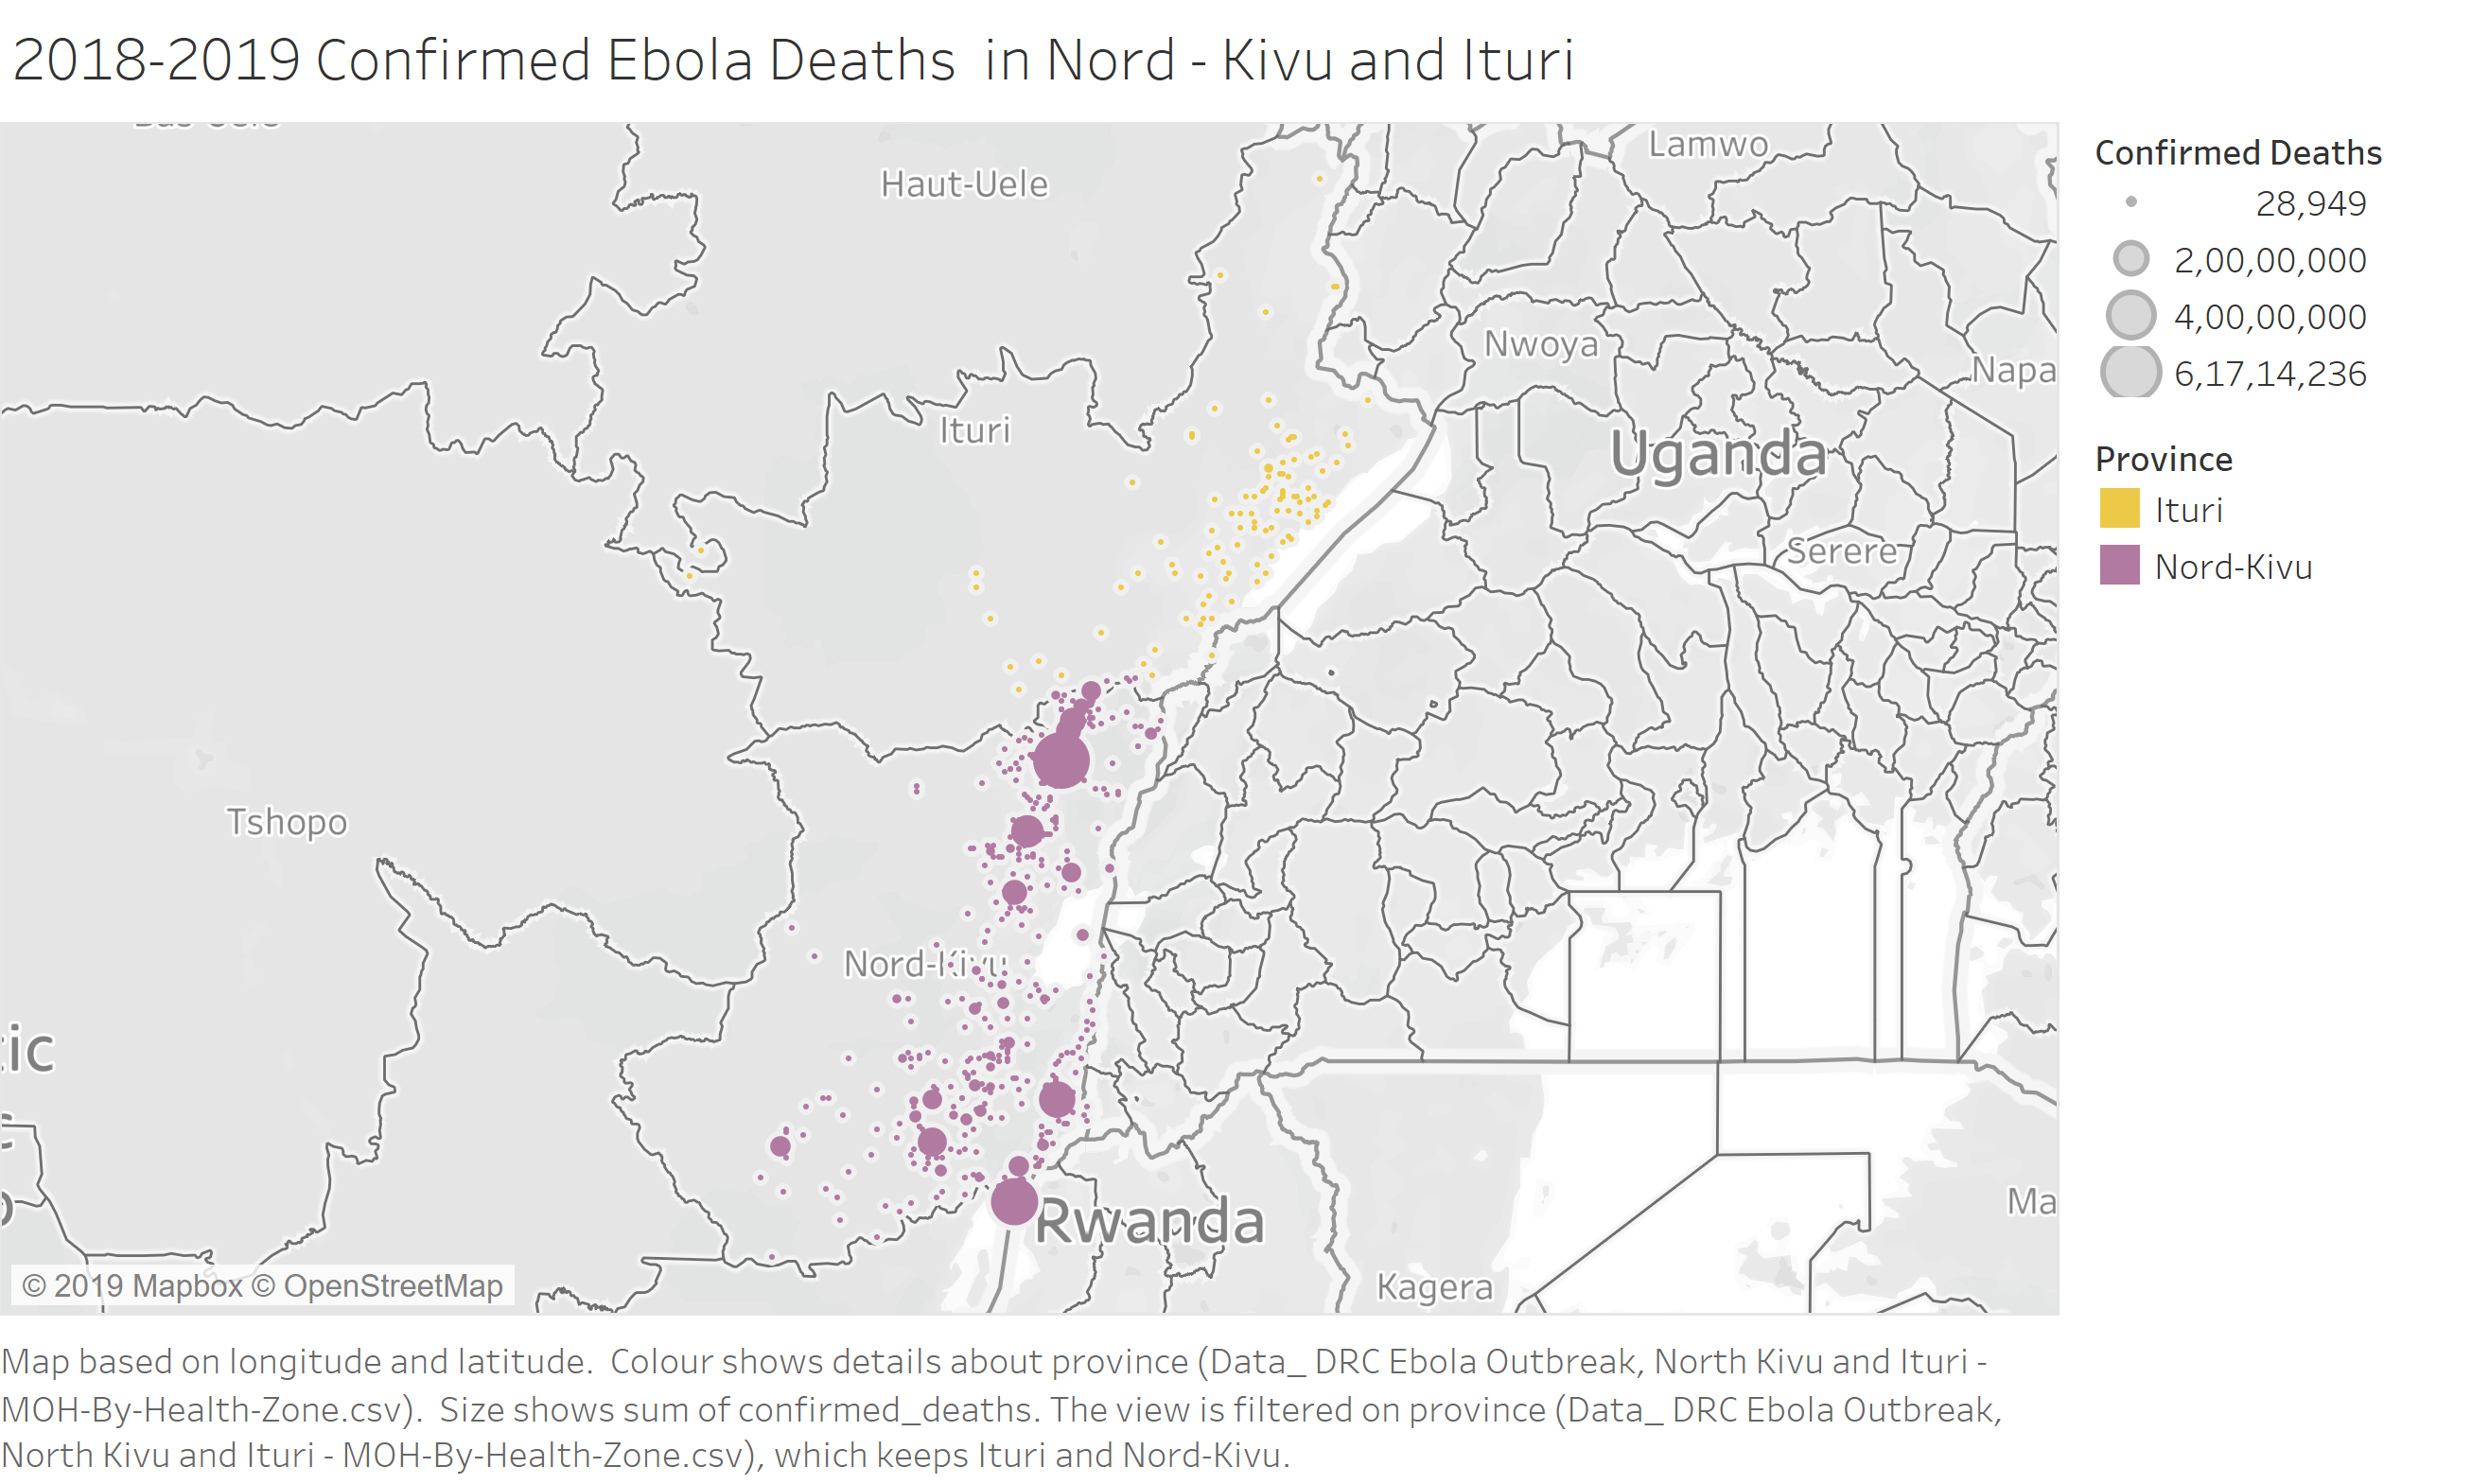 2018-2019 Confirmed Ebola Deaths  in Nord - Kivu and Ituri
Lamwo
Haut-Uele
Nwoya
Napa
Ituri
Uganda
Serere
Tshopo
Nord-Kivu
tic
Ma
Rwanda
Kagera
© 2019 Mapbox © OpenStreetMap
Confirmed Deaths
28,949
2,00,00,000
4,00,00,000
6,17,14,236
Province
Ituri
Nord-Kivu
Map based on longitude and latitude.  Colour shows details about province (Data_ DRC Ebola Outbreak, North Kivu and Ituri -
MOH-By-Health-Zone.csv).  Size shows sum of confirmed_deaths. The view is filtered on province (Data_ DRC Ebola Outbreak,
North Kivu and Ituri - MOH-By-Health-Zone.csv), which keeps Ituri and Nord-Kivu.